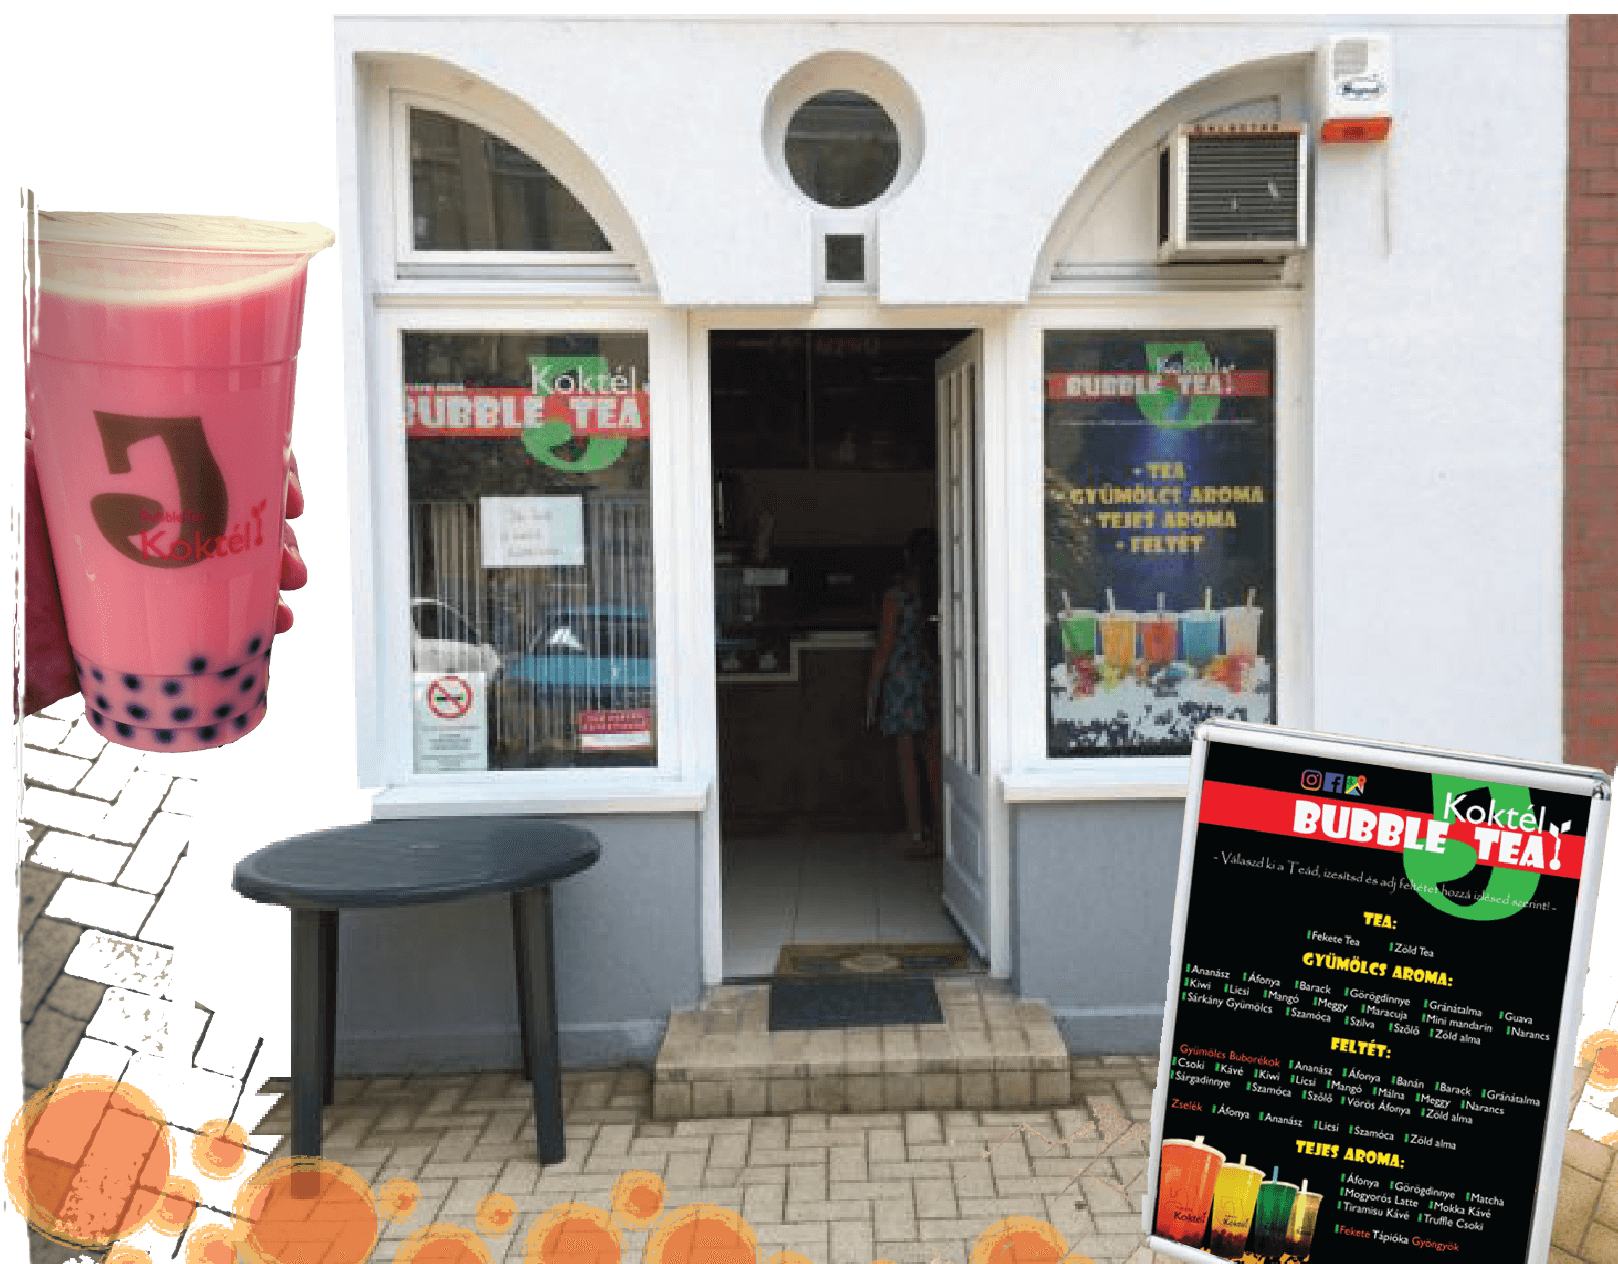 Koktél
BUBBLE TEA
Koktél
BUBBLE TEA!
• TEA
• GYÜMÖLCS AROMA
• TEJES AROMA
• FELTÉT
J
Bubble Tea
Koktél
Koktél
BUBBLE TEA!
- Válaszd ki a Teád, ízesítsd és adj feltétet hozzá ízlésed szerint! -
TEA:
Fekete Tea Zöld Tea
GYÜMÖLCS AROMA:
Ananász Áfonya Barack Görögdinnye Gránátalma Guava
Kiwi Licsi Mangó Meggy Maracuja Mini mandarin Narancs
Sárkány Gyümölcs Szamóca Szilva Szőlő Zöld alma
FELTÉT:
Gyümölcs Buborékok Ananász Áfonya Banán Barack Gránátalma
Csoki Kávé Kiwi Licsi Mangó Málna Meggy Narancs
Sárgadinnye Szamóca Szőlő Vörös Áfonya Zöld alma
Zselék Áfonya Ananász Licsi Szamóca Zöld alma
TEJES AROMA:
Áfonya Görögdinnye Matcha
Mogyorós Latte Mokka Kávé
Tiramisu Kávé Truffle Csoki
Fekete Tápióka Gyöngyök
Koktél
Koktél